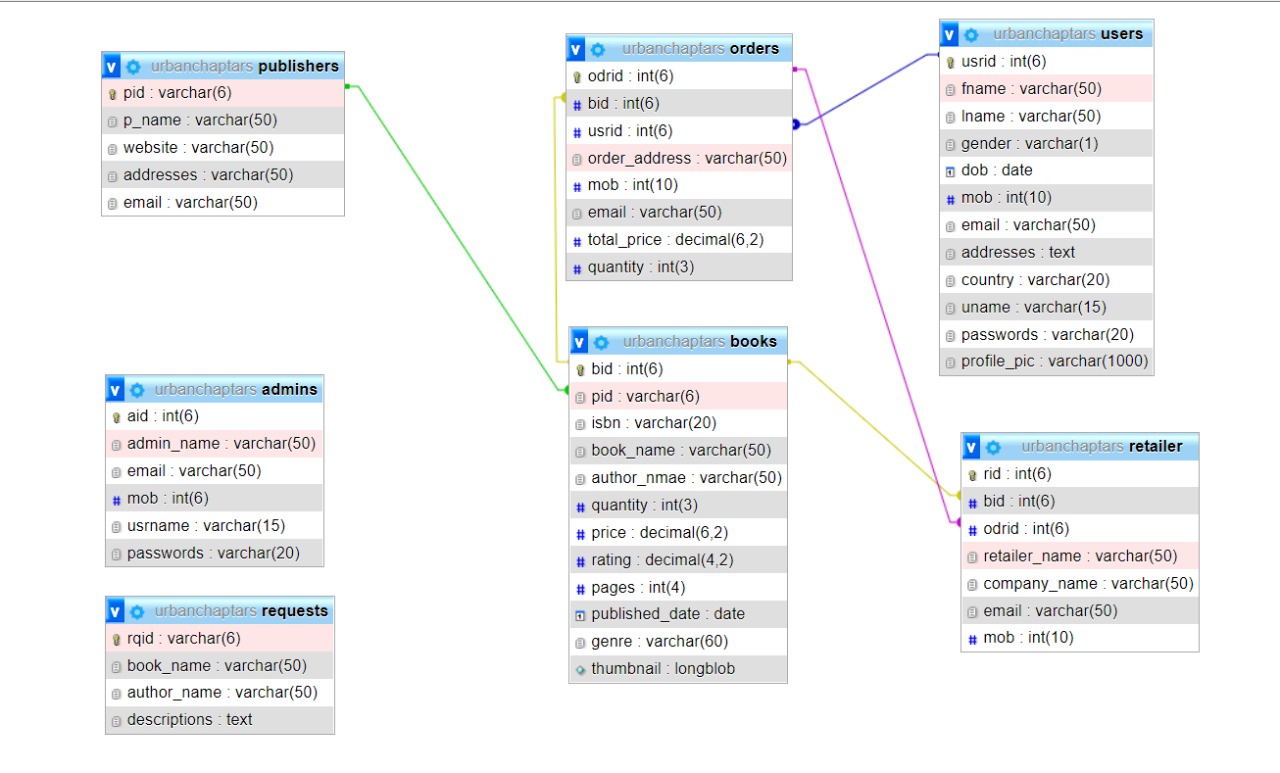 urbanchaptars publishers
pid : varchar(6)
p_name : varchar(50)
website : varchar(50)
addresses : varchar(50)
email : varchar(50)
urbanchaptars admins
aid : int(6)
admin_name : varchar(50)
email : varchar(50)
mob : int(6)
usrname : varchar(15)
passwords : varchar(20)
urbanchaptars requests
rqid : varchar(6)
book_name : varchar(50)
author_name : varchar(50)
descriptions : text
urbanchaptars orders
odrid : int(6)
bid : int(6)
usrid : int(6)
order_address : varchar(50)
mob : int(10)
email : varchar(50)
total_price : decimal(6,2)
quantity : int(3)
urbanchaptars books
bid : int(6)
pid : varchar(6)
isbn : varchar(20)
book_name : varchar(50)
author_nmae : varchar(50)
quantity : int(3)
price : decimal(6,2)
rating : decimal(4,2)
pages : int(4)
published_date : date
genre : varchar(60)
thumbnail : longblob
urbanchaptars users
usrid : int(6)
fname : varchar(50)
lname : varchar(50)
gender : varchar(1)
dob : date
mob : int(10)
email : varchar(50)
addresses : text
country : varchar(20)
uname : varchar(15)
passwords : varchar(20)
profile_pic : varchar(1000)
urbanchaptars retailer
rid : int(6)
bid : int(6)
odrid : int(6)
retailer_name : varchar(50)
company_name : varchar(50)
email : varchar(50)
mob : int(10)